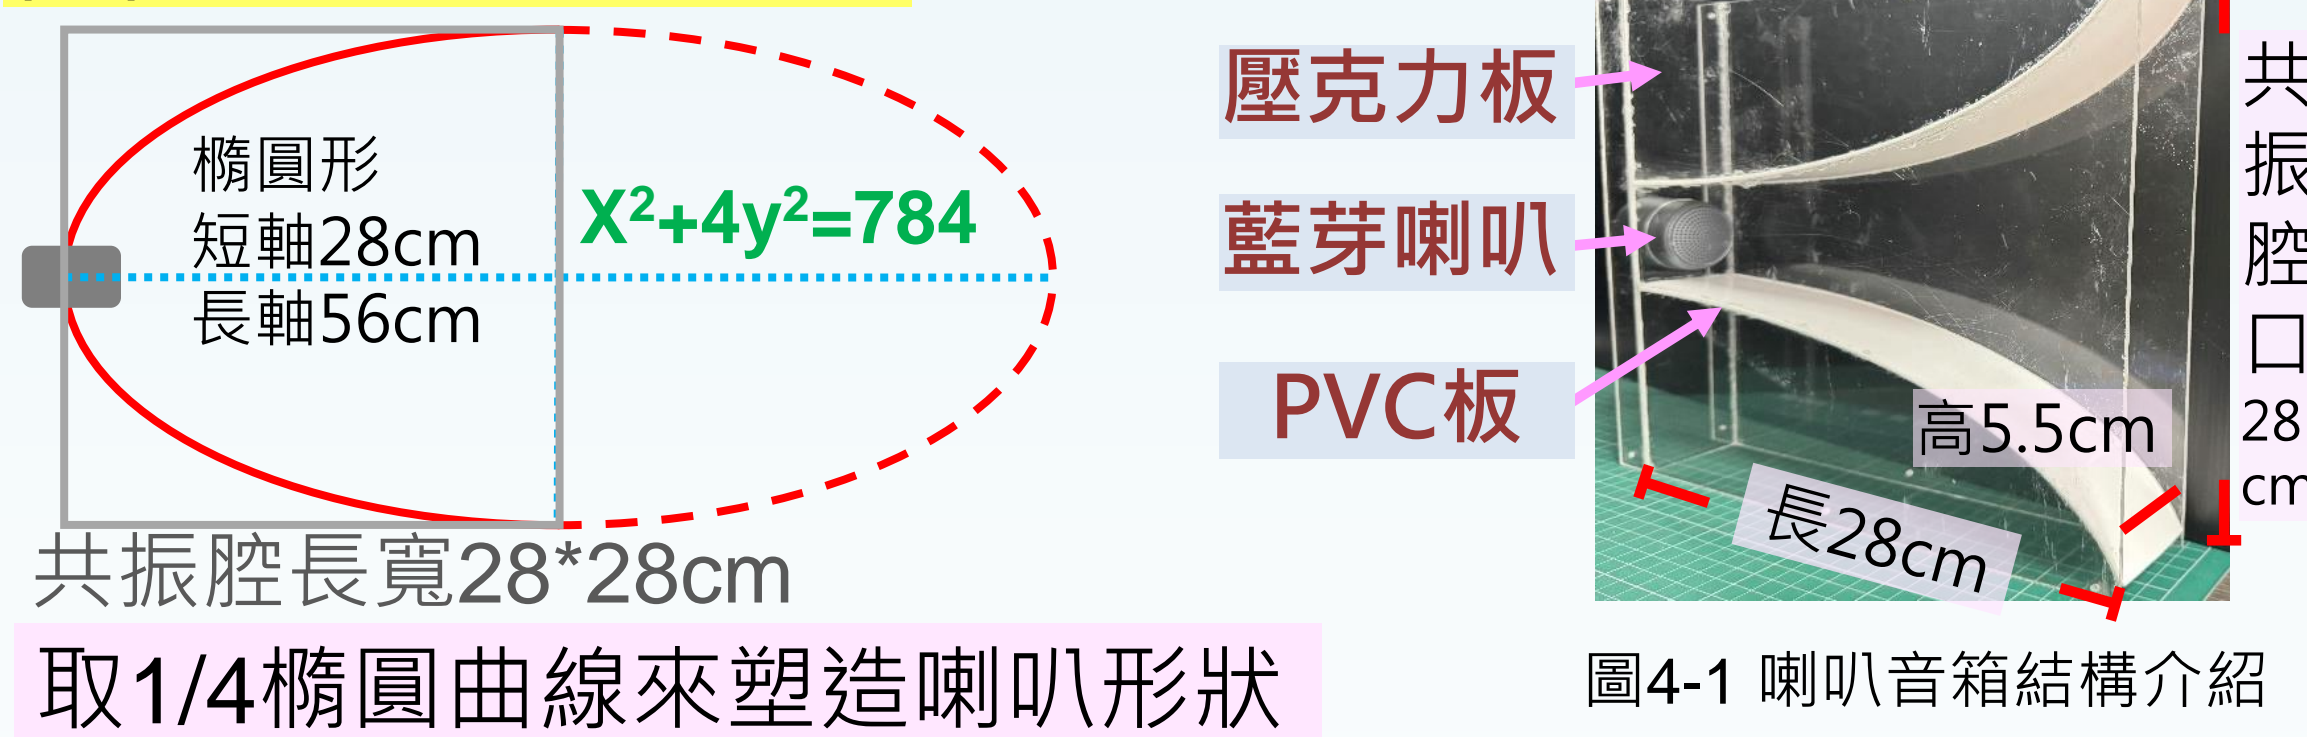 橢圓形
短軸28cm
長軸56cm
X²+4y²=784
共振腔長寬28*28cm
取1/4橢圓曲線來塑造喇叭形狀
壓克力板
藍芽喇叭
PVC板
高5.5cm
長28cm
共
振
腔
口
28
cm
圖4-1 喇叭音箱結構介紹